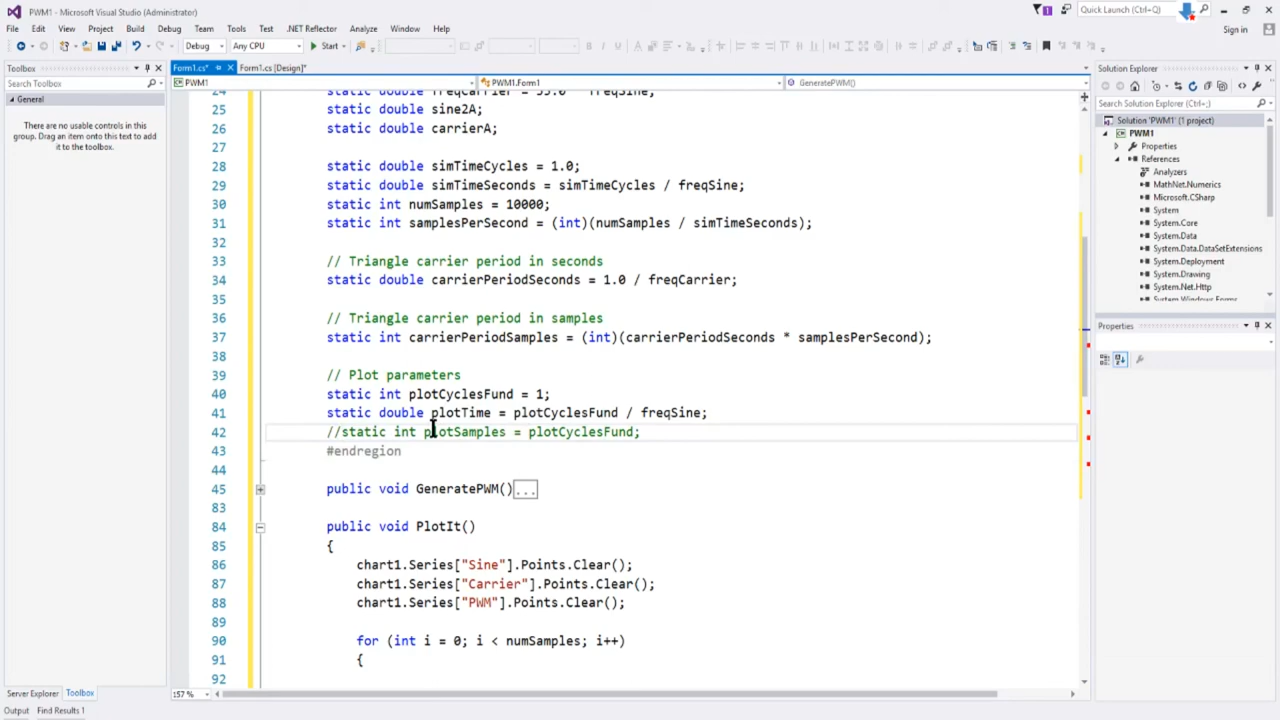 PWM1 - Microsoft Visual Studio (Administrator)
1
Quick Launch (Ctrl+Q)
File Edit View Project Build Debug Team Tools Test .NET Reactor Analyze Window Help
Sign in
Debug Any CPU Start
Toolbox
Search Toolbox
General
There are no usable controls in this
group. Drag an item onto this text to add
it to the toolbox.
Server Explorer Toolbox
Form1.cs* Form1.cs [Design]*
PWM1 PWM1.Form1 GeneratePWM()
25 static double sine2A;
26 static double carrierA;
27
28 static double simTimeCycles = 1.0;
29 static double simTimeSeconds = simTimeCycles / freqSine;
30 static int numSamples = 10000;
31 static int samplesPerSecond = (int)(numSamples / simTimeSeconds);
32
33 // Triangle carrier period in seconds
34 static double carrierPeriodSeconds = 1.0 / freqCarrier;
35
36 // Triangle carrier period in samples
37 static int carrierPeriodSamples = (int)(carrierPeriodSeconds * samplesPerSecond);
38
39 // Plot parameters
40 static int plotCyclesFund = 1;
41 static double plotTime = plotCyclesFund / freqSine;
42 //static int plotSamples = plotCyclesFund;
43 #endregion
44
45 public void GeneratePWM()...
83
84 public void PlotIt()
85 {
86 chart1.Series["Sine"].Points.Clear();
87 chart1.Series["Carrier"].Points.Clear();
88 chart1.Series["PWM"].Points.Clear();
89
90 for (int i = 0; i < numSamples; i++)
91 {
92
157 %
Solution Explorer
Search Solution Explorer (Ctrl+;)
Solution 'PWM1' (1 project)
PWM1
Properties
References
Analyzers
MathNet.Numerics
Microsoft.CSharp
System
System.Core
System.Data
System.Data.DataSetExtensions
System.Deployment
System.Drawing
System.Net.Http
Properties
Output Find Results 1